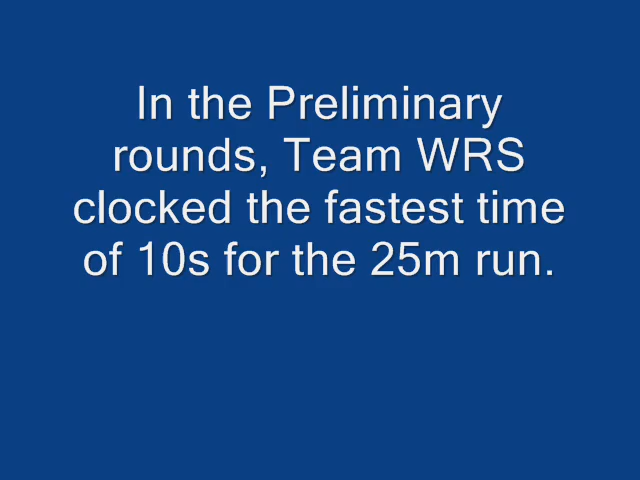 In the Preliminary
rounds, Team WRS
clocked the fastest time
of 10s for the 25m run.